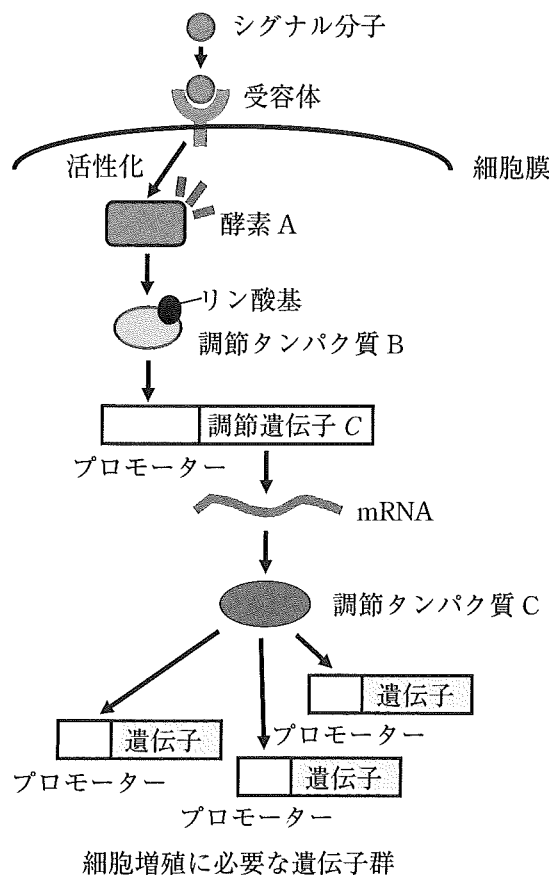 シグナル分子
受容体
活性化
細胞膜
酵素 A
リン酸基
調節タンパク質 B
調節遺伝子 C
プロモーター
mRNA
調節タンパク質 C
遺伝子
プロモーター
遺伝子
プロモーター
遺伝子
プロモーター
細胞増殖に必要な遺伝子群